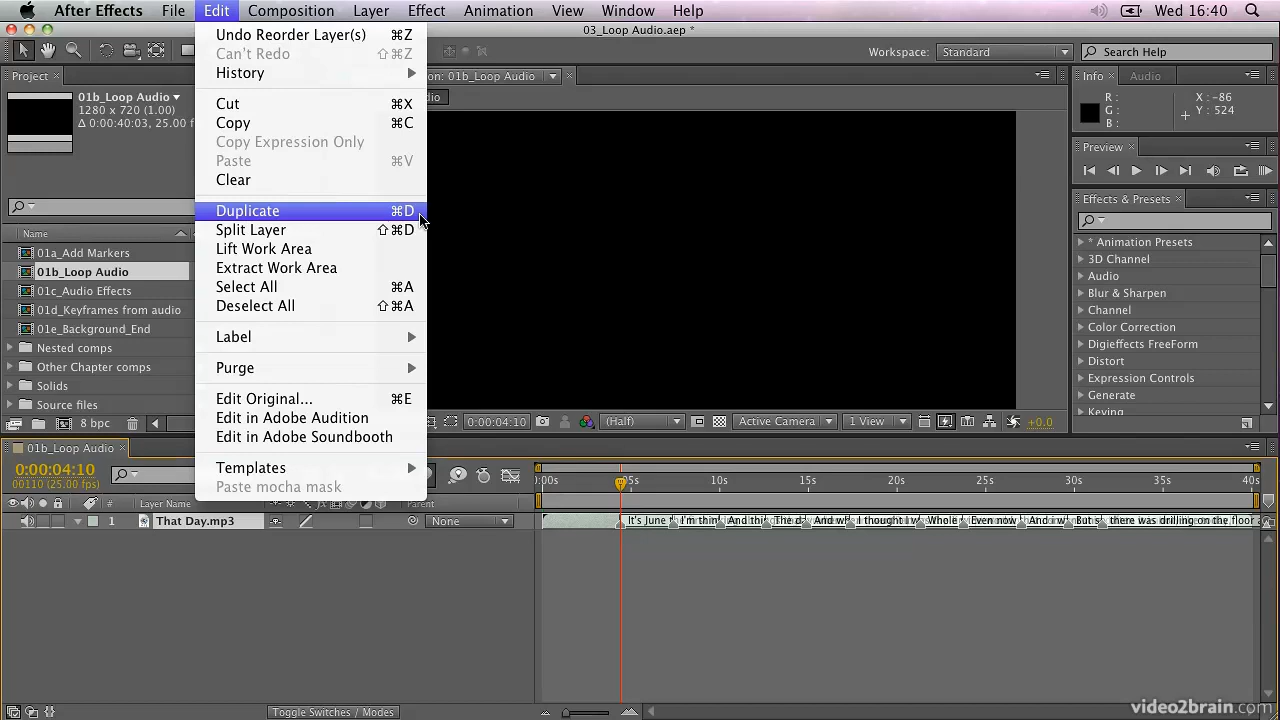 After Effects File Edit Composition Layer Effect Animation View Window Help Wed 16:40
03_Loop Audio.aep *
Workspace: Standard Search Help
Project
on: 01b_Loop Audio
dio
01b_Loop Audio
1280 x 720 (1.00)
Δ 0:00:40:03, 25.00 f
Name
01a_Add Markers
01b_Loop Audio
01c_Audio Effects
01d_Keyframes from audio
01e_Background_End
Nested comps
Other Chapter comps
Solids
Source files
8 bpc
Undo Reorder Layer(s) ⌘Z
Can't Redo ⇧⌘Z
History
Cut ⌘X
Copy ⌘C
Copy Expression Only
Paste ⌘V
Clear
Duplicate ⌘D
Split Layer ⇧⌘D
Lift Work Area
Extract Work Area
Select All ⌘A
Deselect All ⇧⌘A
Label
Purge
Edit Original... ⌘E
Edit in Adobe Audition
Edit in Adobe Soundbooth
Templates
Paste mocha mask
0:00:04:10 (Half) Active Camera 1 View +0.0
Info Audio
R : X : -86
G : Y : 524
B :
Preview
Effects & Presets
* Animation Presets
3D Channel
Audio
Blur & Sharpen
Channel
Color Correction
Digieffects FreeForm
Distort
Expression Controls
Generate
Keying
01b_Loop Audio
0:00:04:10
00110 (25.00 fps)
:00s 05s 10s 15s 20s 25s 30s 35s 40s
# Layer Name Parent
1 That Day.mp3 None
It's June I'm thin And thi The d And w I thought I v Whole Even now And i w But s there was drilling on the floor
Toggle Switches / Modes
video2brain.com